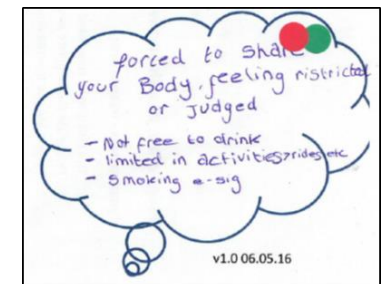 forced to share
your Body, feeling ristricted
or Judged
- Not free to drink
- limited in activities>rides etc
- Smoking e-sig
v1.0 06.05.16